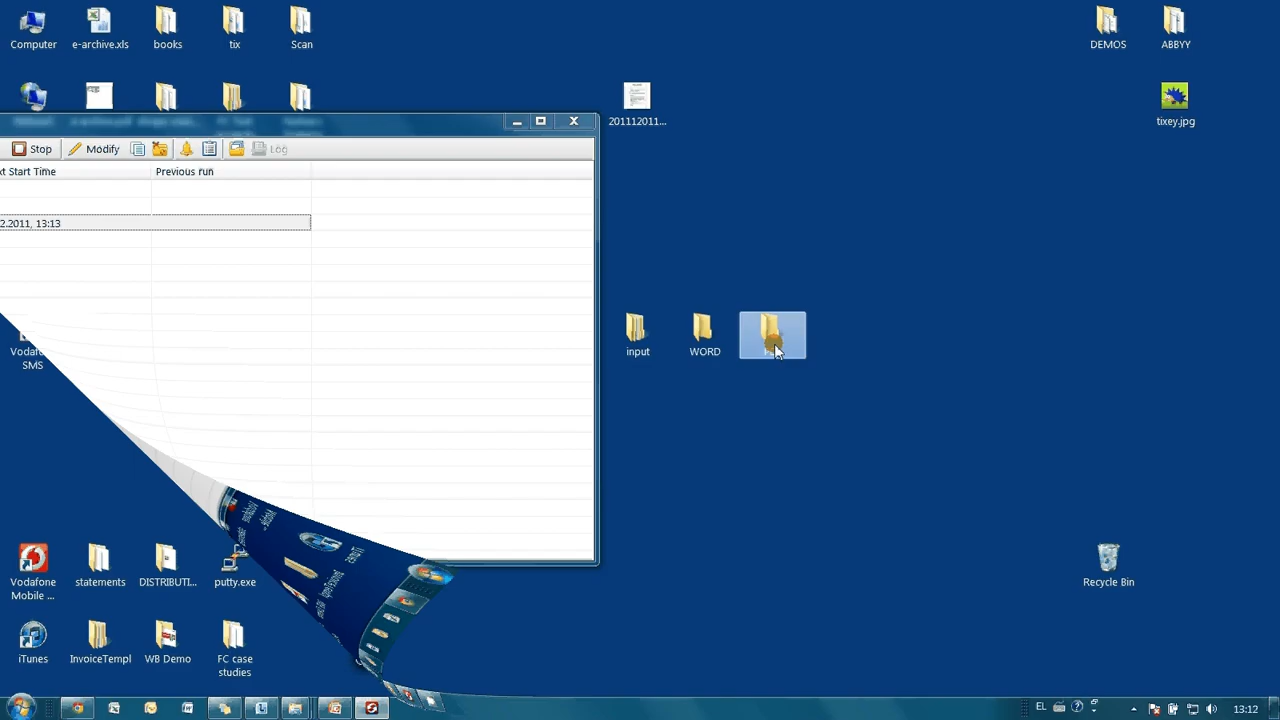 Computer
e-archive.xls
books
tix
Scan
DEMOS
ABBYY
201112011...
tixey.jpg
Stop
Modify
Log
xt Start Time
Previous run
2.2011, 13:13
input
WORD
SMS
Vodafone
Mobile ...
statements
DISTRIBUTI...
putty.exe
Recycle Bin
iTunes
InvoiceTempl
WB Demo
FC case
studies
EL
13:12